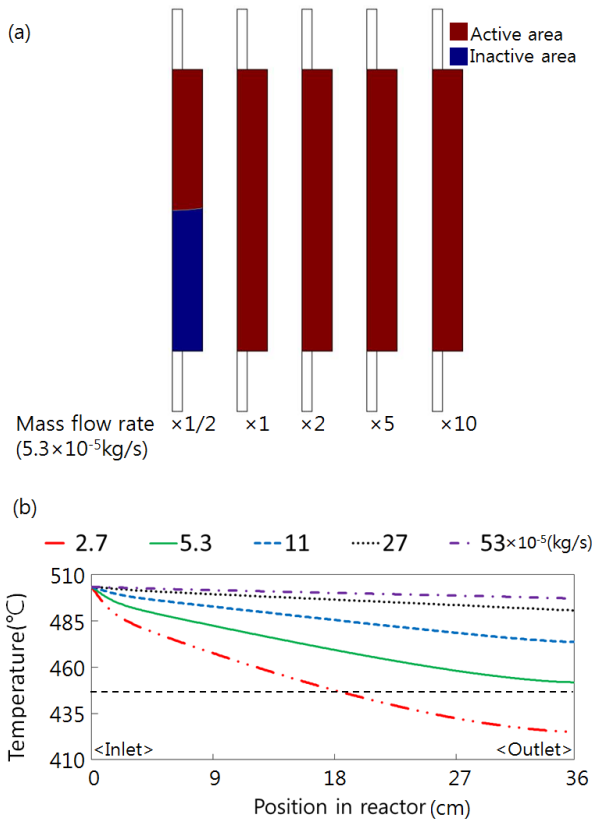 (a)
Active area
Inactive area
Mass flow rate ×1/2 ×1 ×2 ×5 ×10
(5.3×10⁻⁵kg/s)
(b)
2.7 5.3 11 27 53×10⁻⁵(kg/s)
510
485
460
435
410
Temperature(℃)
<Inlet> <Outlet>
0 9 18 27 36
Position in reactor (cm)